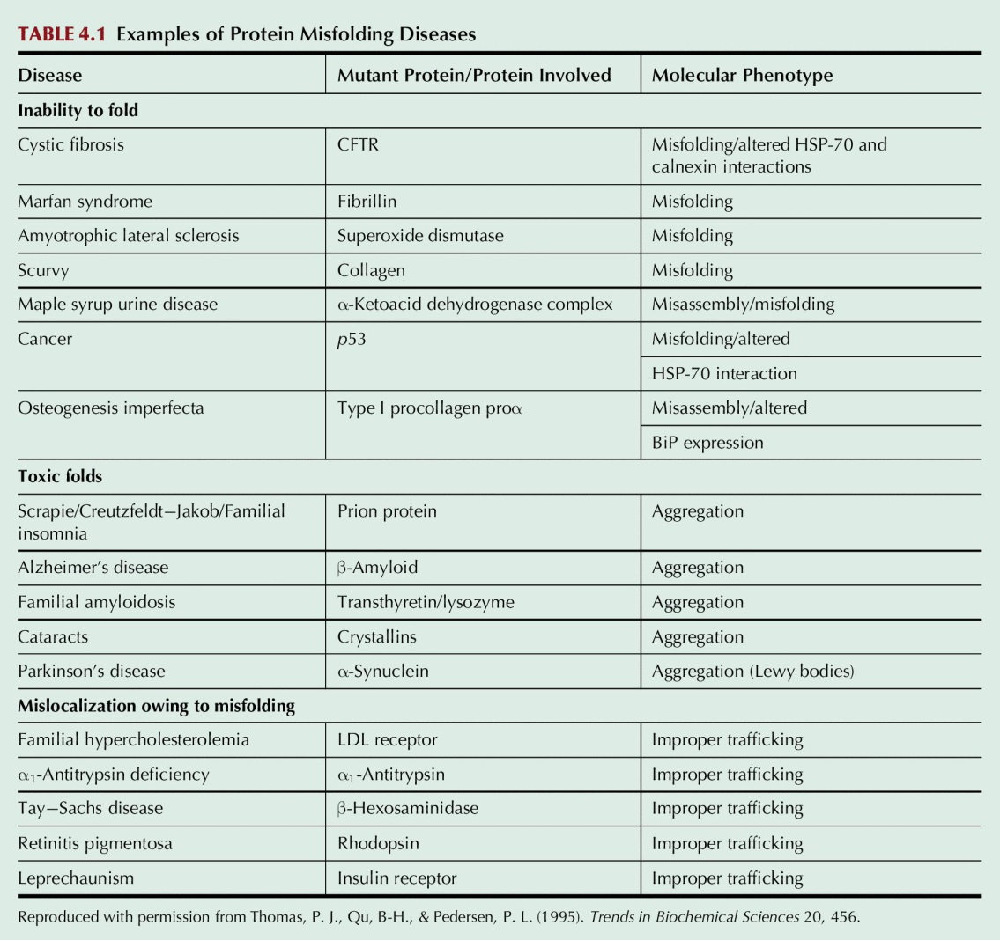 TABLE 4.1 Examples of Protein Misfolding Diseases
Disease Mutant Protein/Protein Involved Molecular Phenotype
Inability to fold
Cystic fibrosis CFTR Misfolding/altered HSP-70 and
calnexin interactions
Marfan syndrome Fibrillin Misfolding
Amyotrophic lateral sclerosis Superoxide dismutase Misfolding
Scurvy Collagen Misfolding
Maple syrup urine disease α-Ketoacid dehydrogenase complex Misassembly/misfolding
Cancer p53 Misfolding/altered
HSP-70 interaction
Osteogenesis imperfecta Type I procollagen proα Misassembly/altered
BiP expression
Toxic folds
Scrapie/Creutzfeldt—Jakob/Familial Prion protein Aggregation
insomnia
Alzheimer’s disease β-Amyloid Aggregation
Familial amyloidosis Transthyretin/lysozyme Aggregation
Cataracts Crystallins Aggregation
Parkinson’s disease α-Synuclein Aggregation (Lewy bodies)
Mislocalization owing to misfolding
Familial hypercholesterolemia LDL receptor Improper trafficking
α₁-Antitrypsin deficiency α₁-Antitrypsin Improper trafficking
Tay—Sachs disease β-Hexosaminidase Improper trafficking
Retinitis pigmentosa Rhodopsin Improper trafficking
Leprechaunism Insulin receptor Improper trafficking
Reproduced with permission from Thomas, P. J., Qu, B-H., & Pedersen, P. L. (1995). Trends in Biochemical Sciences 20, 456.